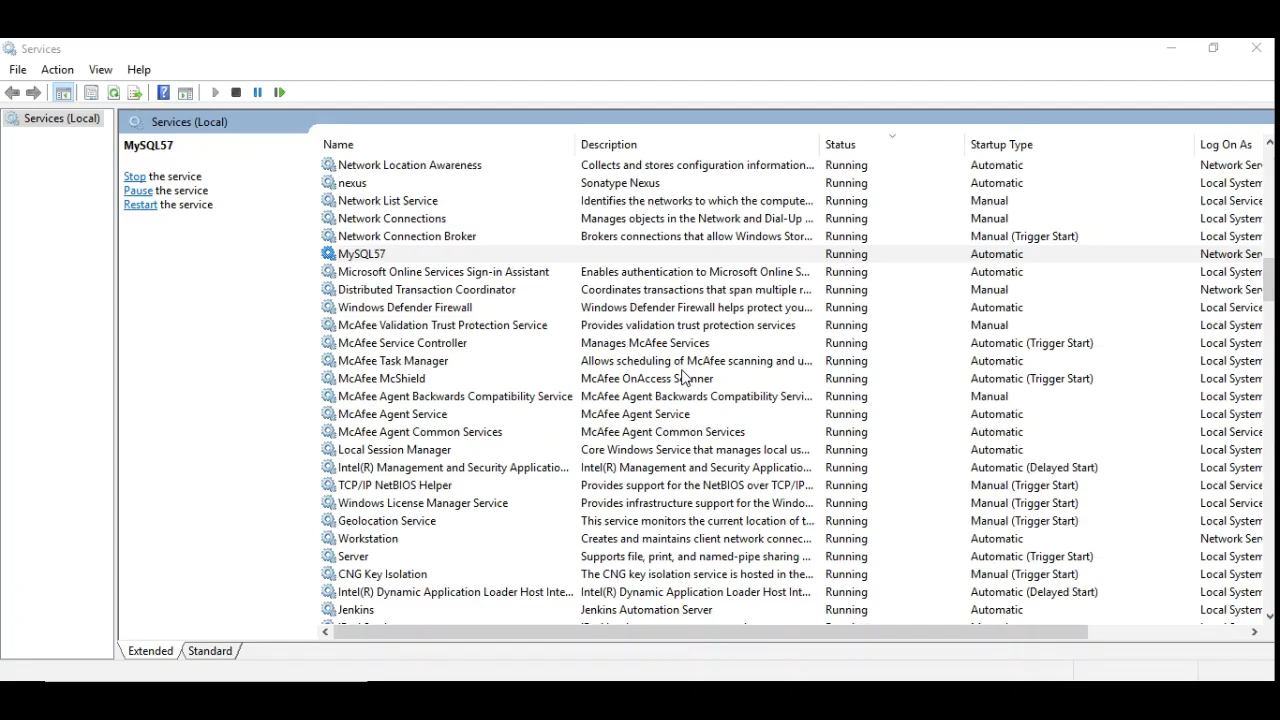 Services
File Action View Help
Services (Local)
Services (Local)
MySQL57
Stop the service
Pause the service
Restart the service
Name Description Status Startup Type Log On As
Network Location Awareness Collects and stores configuration information... Running Automatic Network Ser
nexus Sonatype Nexus Running Automatic Local System
Network List Service Identifies the networks to which the compute... Running Manual Local Service
Network Connections Manages objects in the Network and Dial-Up ... Running Manual Local System
Network Connection Broker Brokers connections that allow Windows Stor... Running Manual (Trigger Start) Local System
MySQL57 Running Automatic Network Ser
Microsoft Online Services Sign-in Assistant Enables authentication to Microsoft Online S... Running Automatic Local System
Distributed Transaction Coordinator Coordinates transactions that span multiple r... Running Manual Network Ser
Windows Defender Firewall Windows Defender Firewall helps protect you... Running Automatic Local Service
McAfee Validation Trust Protection Service Provides validation trust protection services Running Manual Local System
McAfee Service Controller Manages McAfee Services Running Automatic (Trigger Start) Local System
McAfee Task Manager Allows scheduling of McAfee scanning and u... Running Automatic Local System
McAfee McShield McAfee OnAccess Scanner Running Automatic (Trigger Start) Local System
McAfee Agent Backwards Compatibility Service McAfee Agent Backwards Compatibility Servi... Running Manual Local System
McAfee Agent Service McAfee Agent Service Running Automatic Local System
McAfee Agent Common Services McAfee Agent Common Services Running Automatic Local Service
Local Session Manager Core Windows Service that manages local us... Running Automatic Local System
Intel(R) Management and Security Applicatio... Intel(R) Management and Security Applicatio... Running Automatic (Delayed Start) Local System
TCP/IP NetBIOS Helper Provides support for the NetBIOS over TCP/IP... Running Manual (Trigger Start) Local Service
Windows License Manager Service Provides infrastructure support for the Windo... Running Manual (Trigger Start) Local Service
Geolocation Service This service monitors the current location of t... Running Manual (Trigger Start) Local System
Workstation Creates and maintains client network connec... Running Automatic Network Ser
Server Supports file, print, and named-pipe sharing ... Running Automatic (Trigger Start) Local System
CNG Key Isolation The CNG key isolation service is hosted in the... Running Manual (Trigger Start) Local System
Intel(R) Dynamic Application Loader Host Inte... Intel(R) Dynamic Application Loader Host Int... Running Automatic (Delayed Start) Local System
Jenkins Jenkins Automation Server Running Automatic Local System
Extended Standard